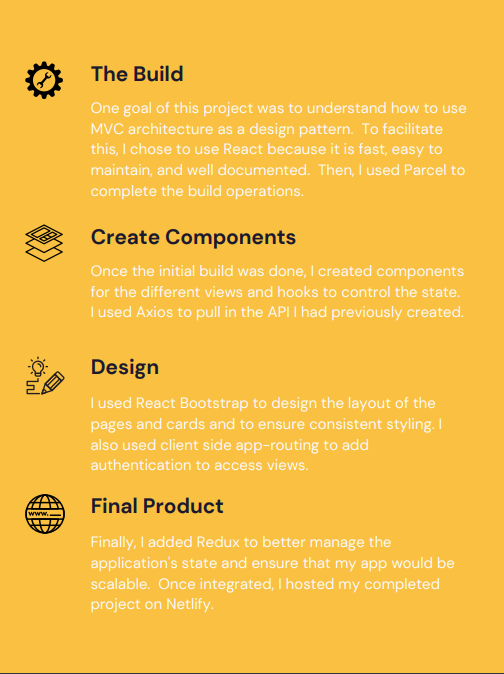 The Build
One goal of this project was to understand how to use
MVC architecture as a design pattern.  To facilitate
this, I chose to use React because it is fast, easy to
maintain, and well documented.  Then, I used Parcel to
complete the build operations.
Create Components
Once the initial build was done, I created components
for the different views and hooks to control the state.
I used Axios to pull in the API I had previously created.
Design
I used React Bootstrap to design the layout of the
pages and cards and to ensure consistent styling. I
also used client side app-routing to add
authentication to access views.
www.
Final Product
Finally, I added Redux to better manage the
application's state and ensure that my app would be
scalable.  Once integrated, I hosted my completed
project on Netlify.